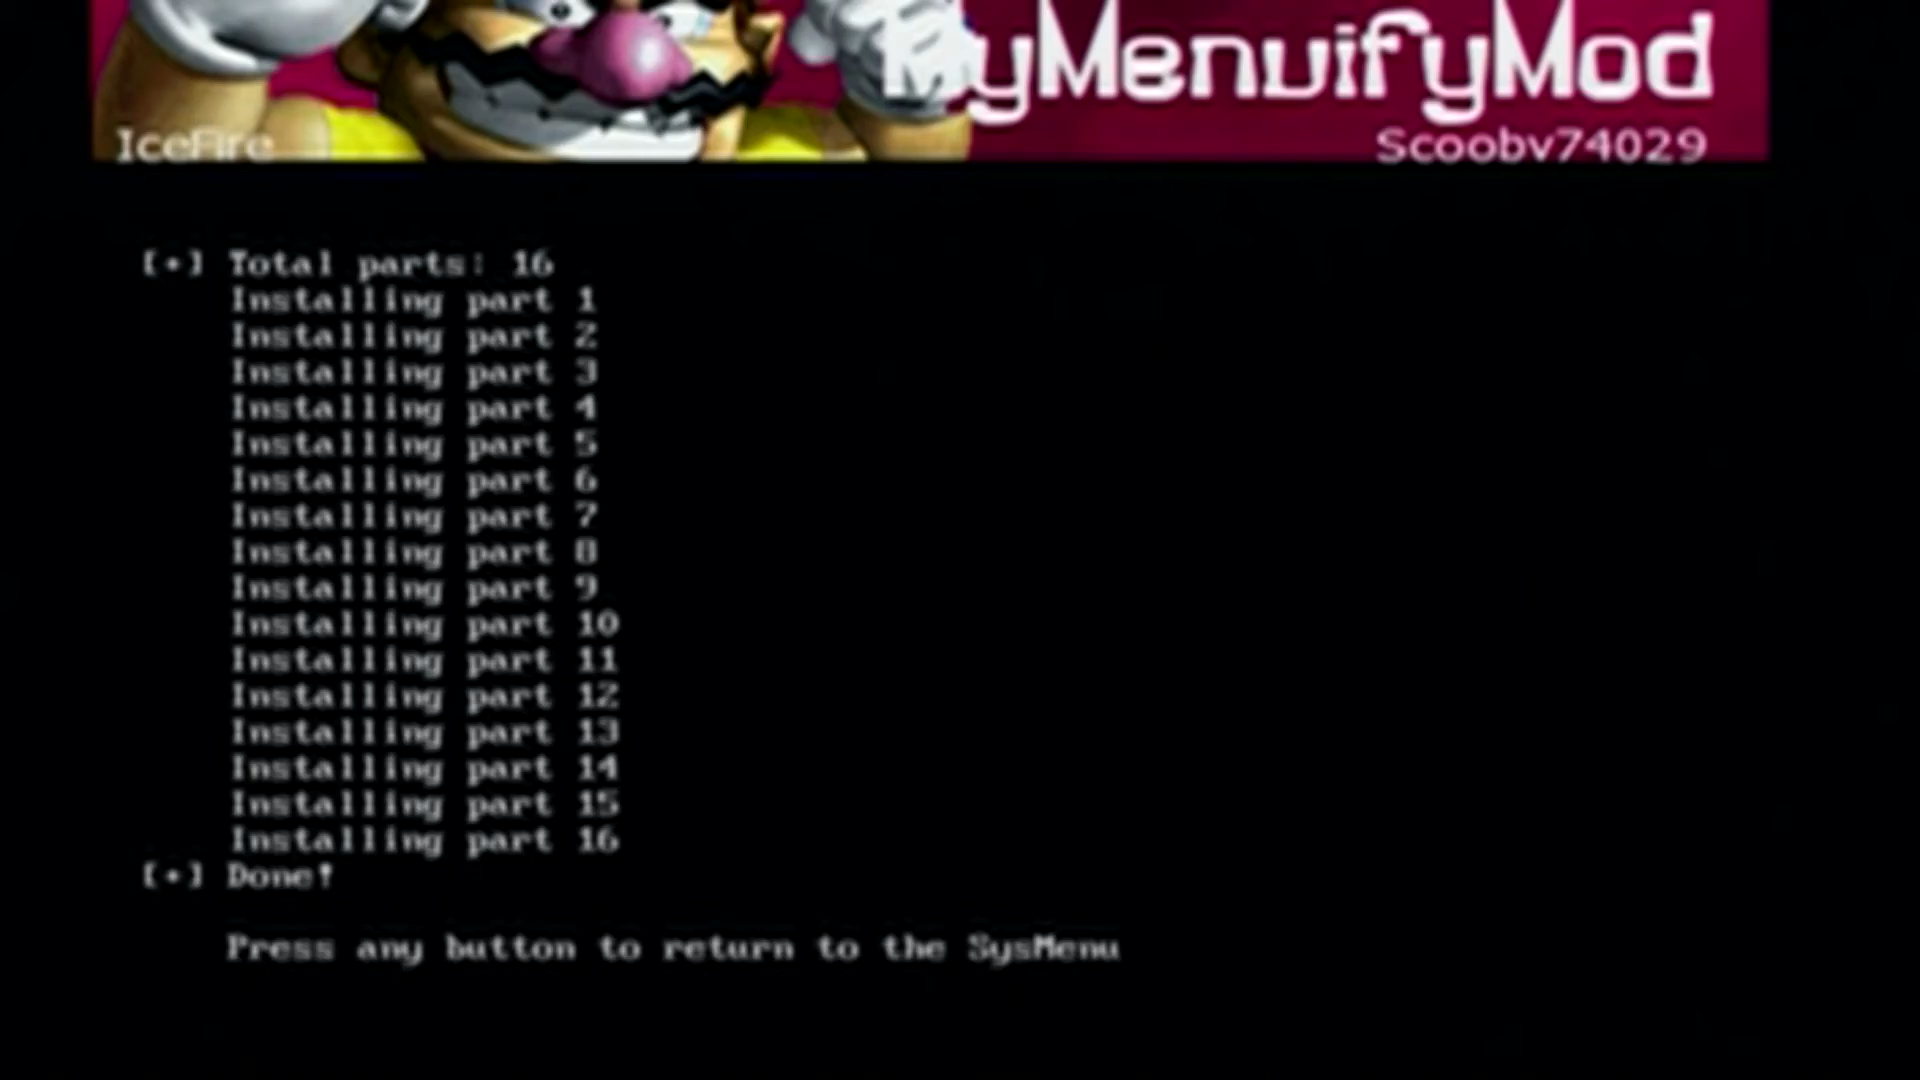 MyMenuifyMod
IceFire
Scooby74029
[+] Total parts: 16
Installing part 1
Installing part 2
Installing part 3
Installing part 4
Installing part 5
Installing part 6
Installing part 7
Installing part 8
Installing part 9
Installing part 10
Installing part 11
Installing part 12
Installing part 13
Installing part 14
Installing part 15
Installing part 16
[+] Done!
Press any button to return to the SysMenu